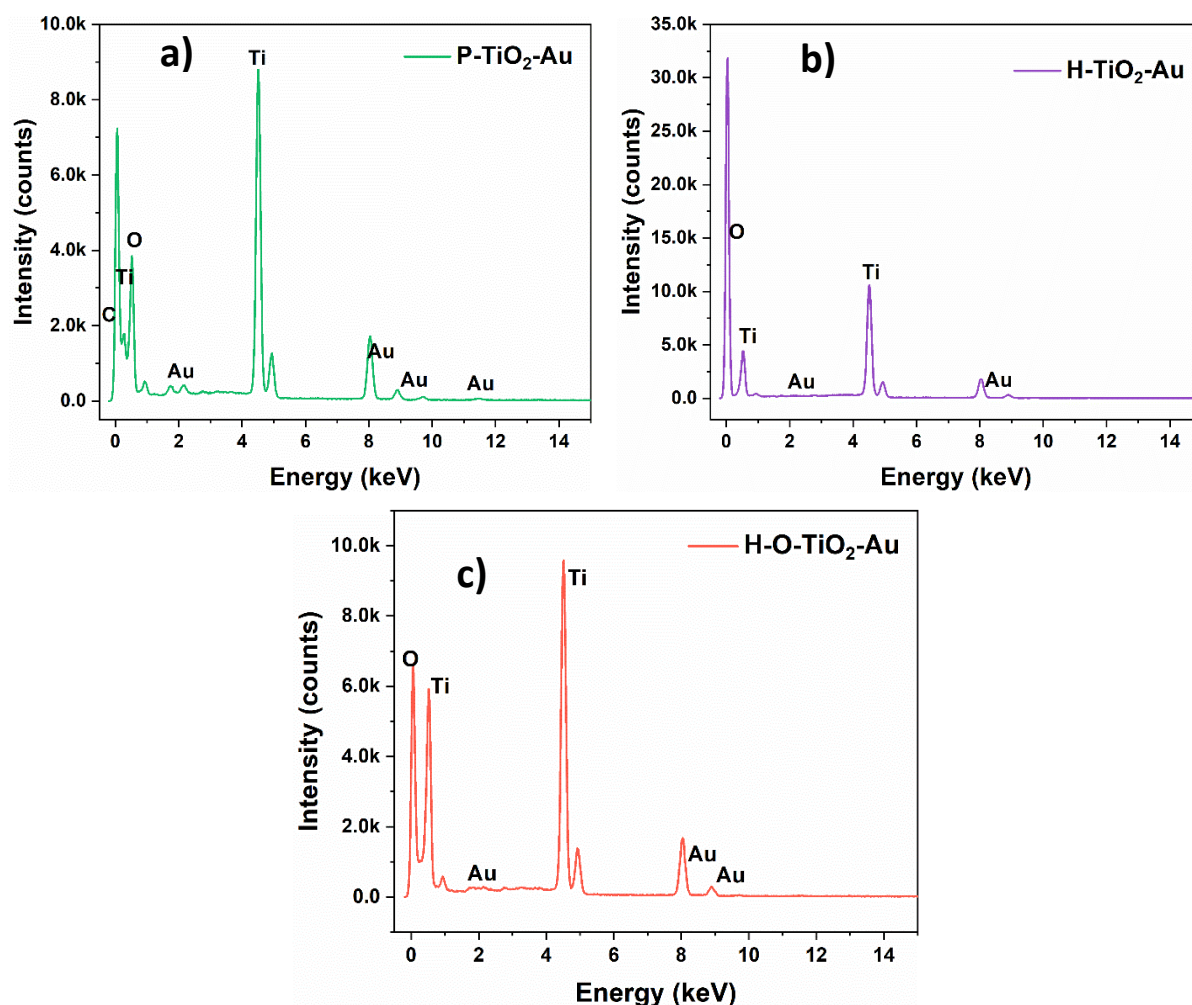 a)
P-TiO₂-Au
Intensity (counts)
10.0k
8.0k
6.0k
4.0k
2.0k
0.0
C
Ti
O
Au
Ti
Au
Au
Au
0 2 4 6 8 10 12 14
Energy (keV)
b)
H-TiO₂-Au
Intensity (counts)
35.0k
30.0k
25.0k
20.0k
15.0k
10.0k
5.0k
0.0
O
Ti
Au
Ti
Au
0 2 4 6 8 10 12 14
Energy (keV)
c)
H-O-TiO₂-Au
Intensity (counts)
10.0k
8.0k
6.0k
4.0k
2.0k
0.0
O
Ti
Au
Ti
Au
Au
0 2 4 6 8 10 12 14
Energy (keV)